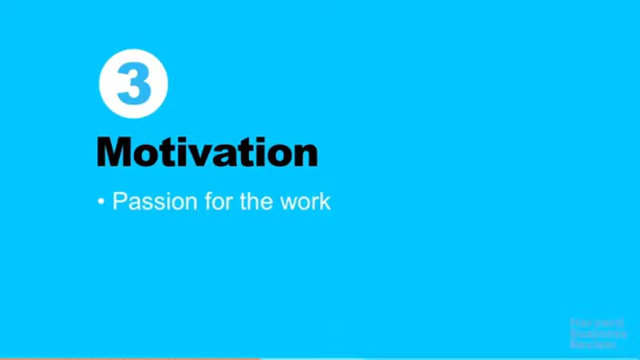 3
Motivation
• Passion for the work